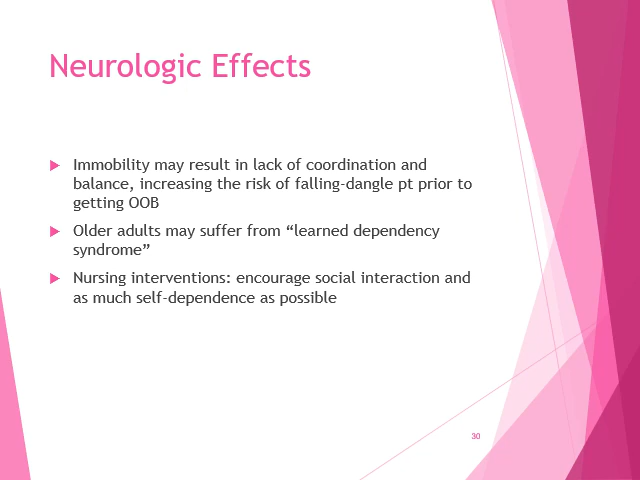 Neurologic Effects
Immobility may result in lack of coordination and
balance, increasing the risk of falling-dangle pt prior to
getting OOB
Older adults may suffer from “learned dependency
syndrome”
Nursing interventions: encourage social interaction and
as much self-dependence as possible
30